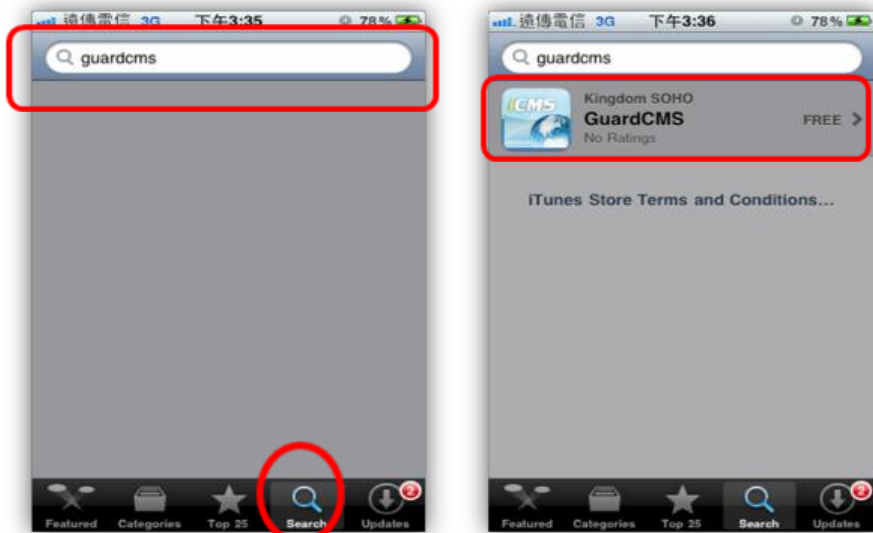 遠傳電信 3G 下午3:35 78%
guardcms
Featured Categories Top 25 Search Updates
2
遠傳電信 3G 下午3:36 78%
guardcms
iCMS
Kingdom SOHO
GuardCMS
No Ratings
FREE
iTunes Store Terms and Conditions...
Featured Categories Top 25 Search Updates
2